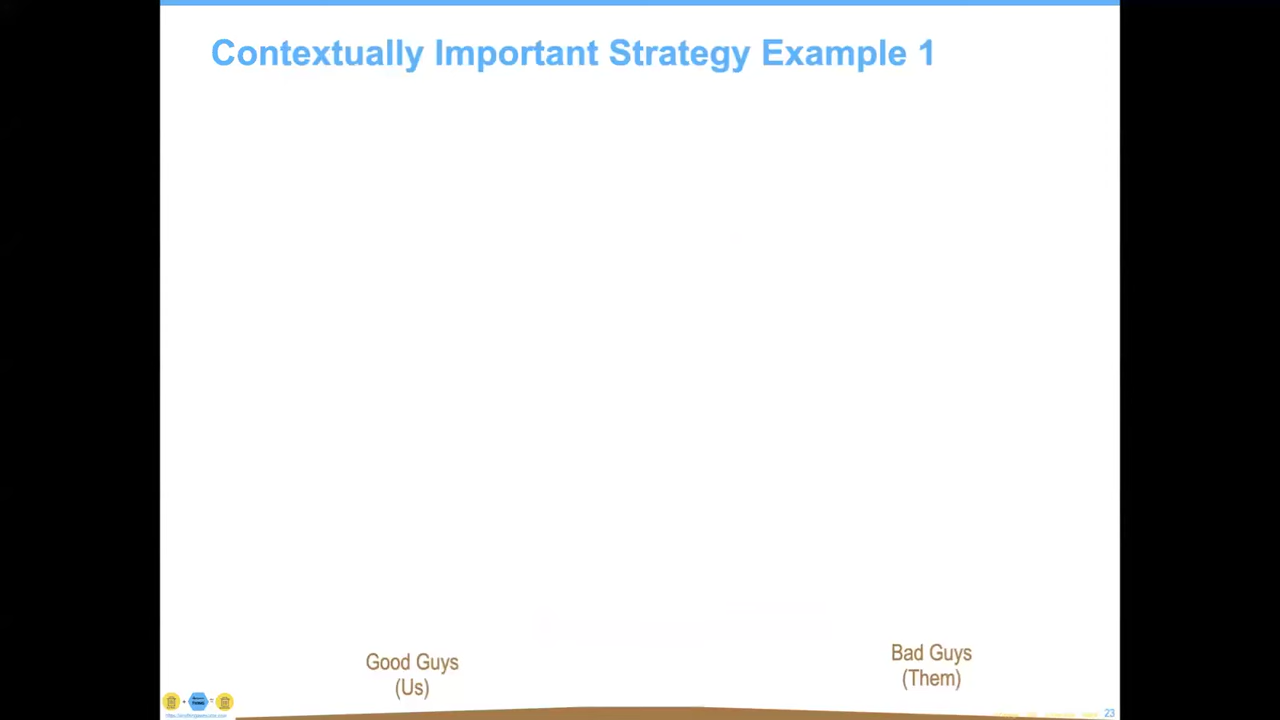 Contextually Important Strategy Example 1
Good Guys
(Us)
Bad Guys
(Them)
23